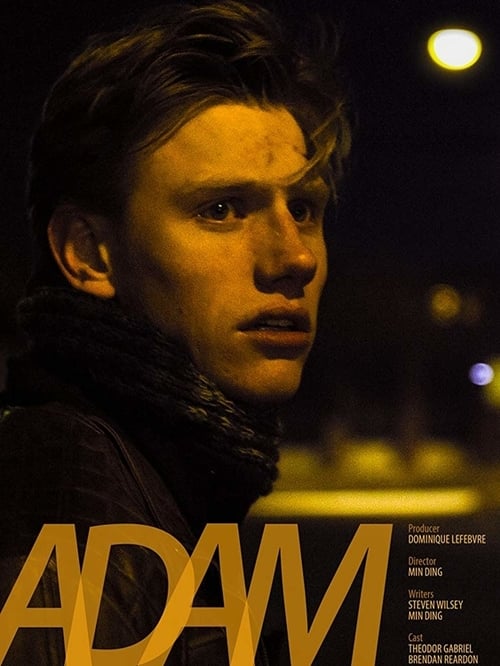 ADAM
Producer
DOMINIQUE LEFEBVRE
Director
MIN DING
Writers
STEVEN WILSEY
MIN DING
Cast
THEODOR GABRIEL
BRENDAN REARDON